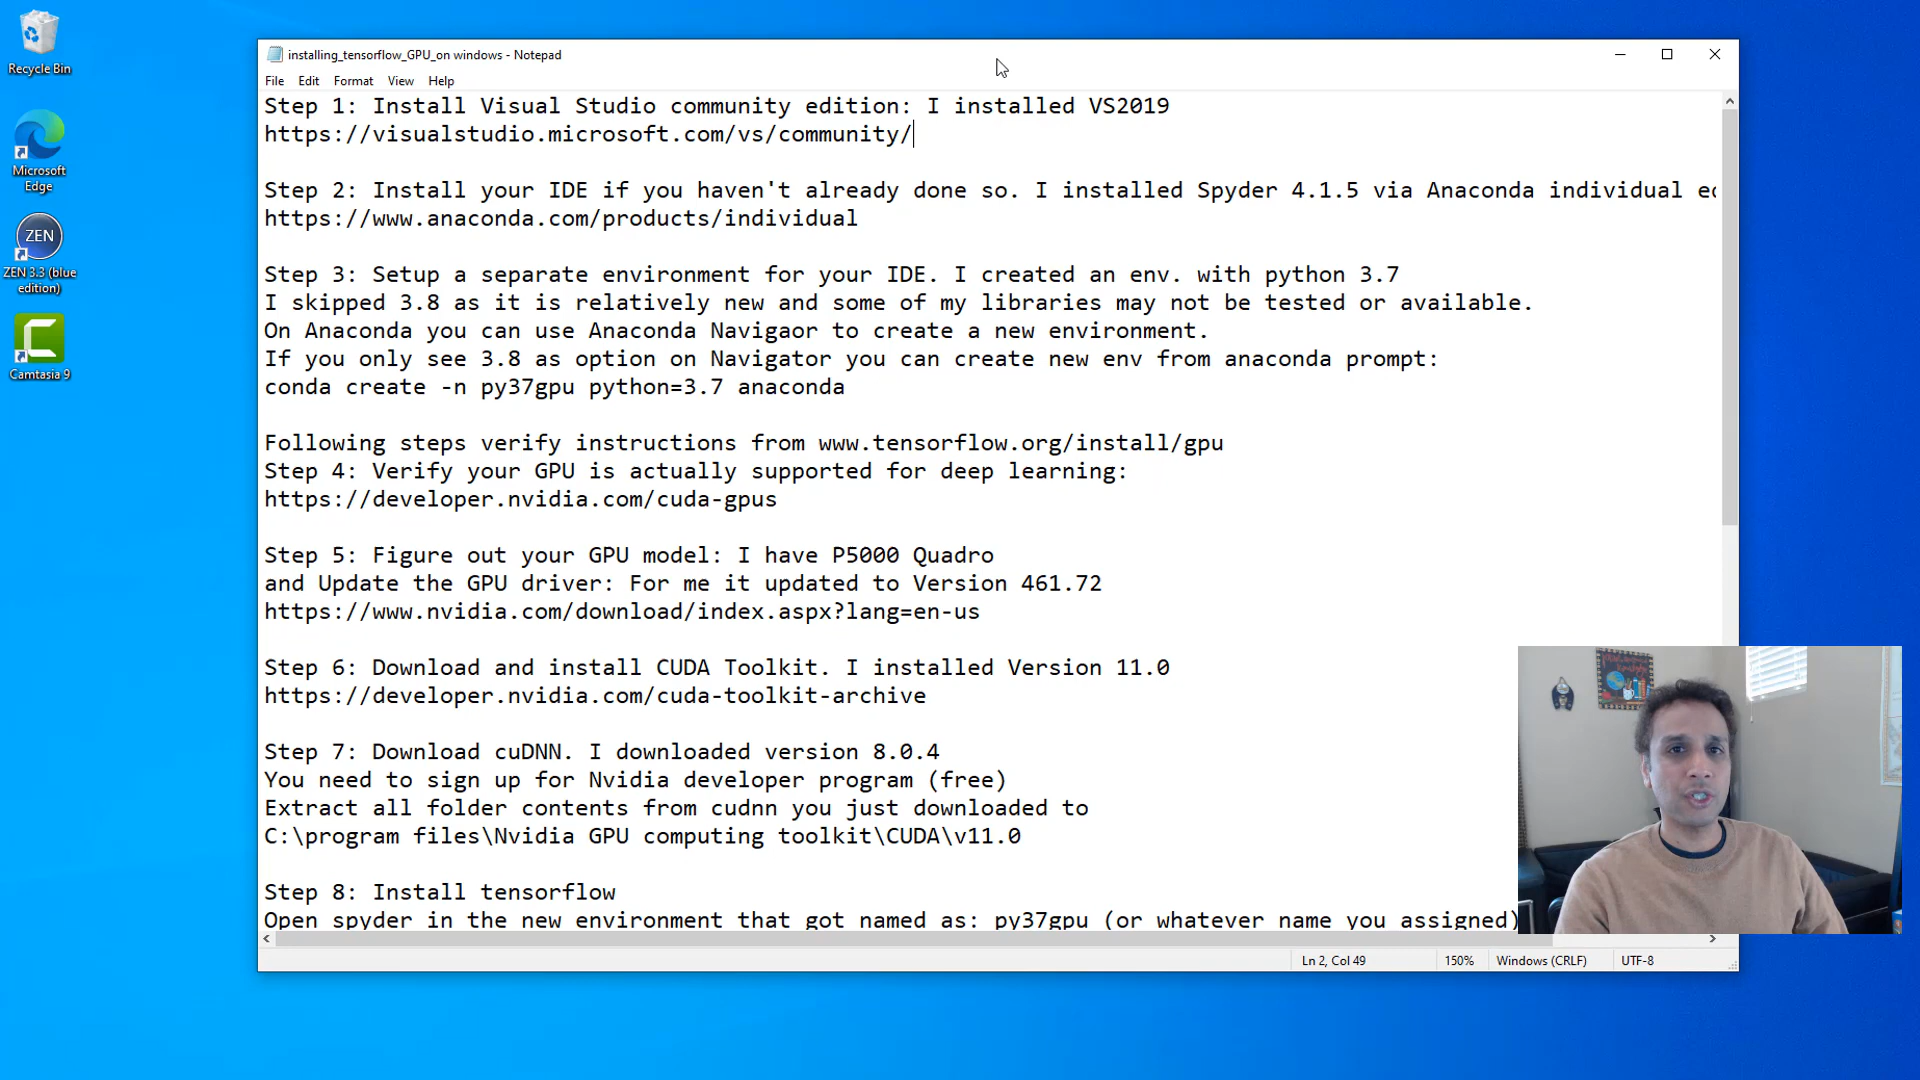 Recycle Bin
Microsoft
Edge
ZEN
ZEN 3.3 (blue
edition)
Camtasia 9
installing_tensorflow_GPU_on windows - Notepad
File Edit Format View Help
Step 1: Install Visual Studio community edition: I installed VS2019
https://visualstudio.microsoft.com/vs/community/
Step 2: Install your IDE if you haven't already done so. I installed Spyder 4.1.5 via Anaconda individual
https://www.anaconda.com/products/individual
Step 3: Setup a separate environment for your IDE. I created an env. with python 3.7
I skipped 3.8 as it is relatively new and some of my libraries may not be tested or available.
On Anaconda you can use Anaconda Navigaor to create a new environment.
If you only see 3.8 as option on Navigator you can create new env from anaconda prompt:
conda create -n py37gpu python=3.7 anaconda
Following steps verify instructions from www.tensorflow.org/install/gpu
Step 4: Verify your GPU is actually supported for deep learning:
https://developer.nvidia.com/cuda-gpus
Step 5: Figure out your GPU model: I have P5000 Quadro
and Update the GPU driver: For me it updated to Version 461.72
https://www.nvidia.com/download/index.aspx?lang=en-us
Step 6: Download and install CUDA Toolkit. I installed Version 11.0
https://developer.nvidia.com/cuda-toolkit-archive
Step 7: Download cuDNN. I downloaded version 8.0.4
You need to sign up for Nvidia developer program (free)
Extract all folder contents from cudnn you just downloaded to
C:\program files\Nvidia GPU computing toolkit\CUDA\v11.0
Step 8: Install tensorflow
Open spyder in the new environment that got named as: py37gpu (or whatever name you assigned)
Ln 2, Col 49 150% Windows (CRLF) UTF-8